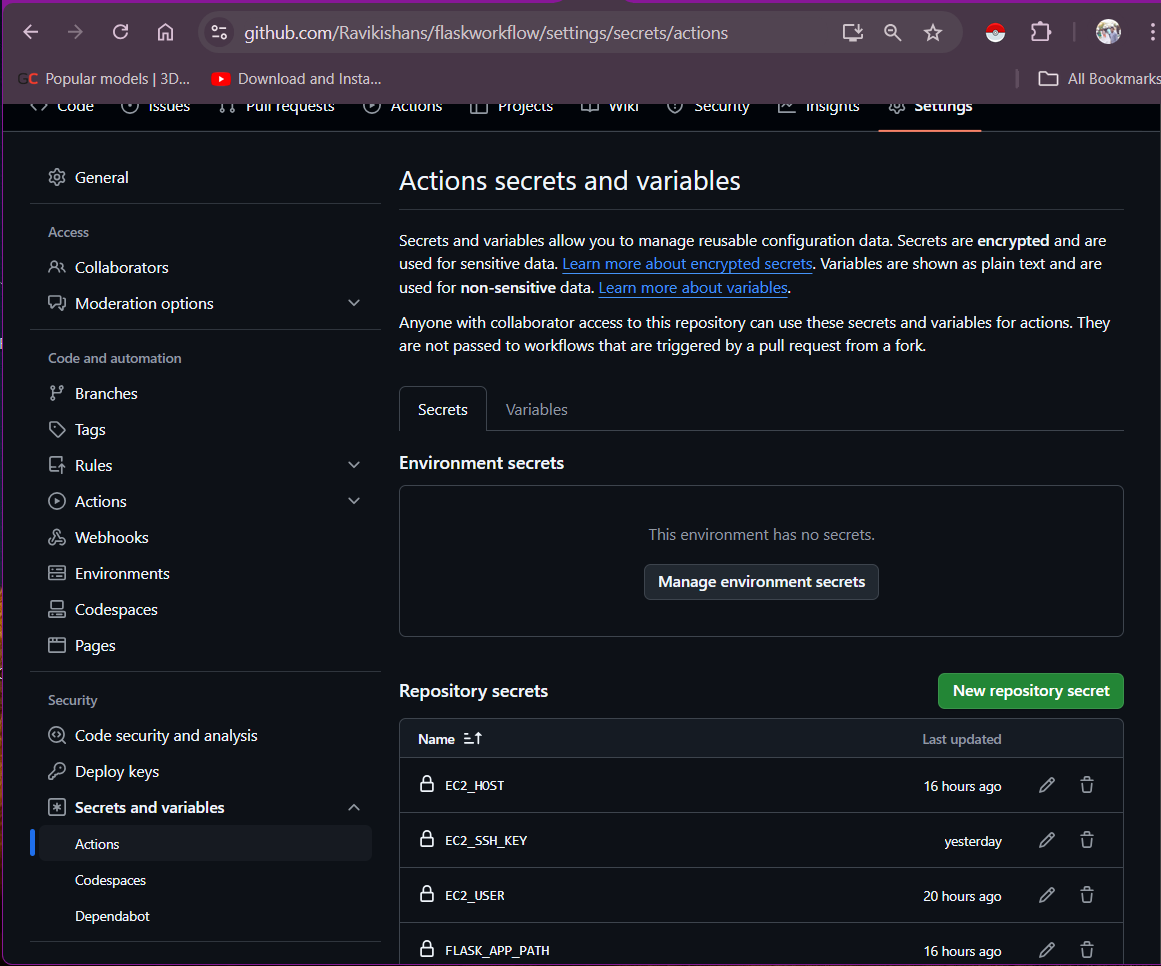 github.com/Ravikishans/flaskworkflow/settings/secrets/actions
GC Popular models | 3D... Download and Insta... All Bookmarks
Code Issues Pull requests Actions Projects Wiki Security Insights Settings
General
Access
Collaborators
Moderation options
Code and automation
Branches
Tags
Rules
Actions
Webhooks
Environments
Codespaces
Pages
Security
Code security and analysis
Deploy keys
Secrets and variables
Actions
Codespaces
Dependabot
Actions secrets and variables
Secrets and variables allow you to manage reusable configuration data. Secrets are encrypted and are
used for sensitive data. Learn more about encrypted secrets. Variables are shown as plain text and are
used for non-sensitive data. Learn more about variables.
Anyone with collaborator access to this repository can use these secrets and variables for actions. They
are not passed to workflows that are triggered by a pull request from a fork.
Secrets Variables
Environment secrets
This environment has no secrets.
Manage environment secrets
Repository secrets New repository secret
Name Last updated
EC2_HOST 16 hours ago
EC2_SSH_KEY yesterday
EC2_USER 20 hours ago
FLASK_APP_PATH 16 hours ago